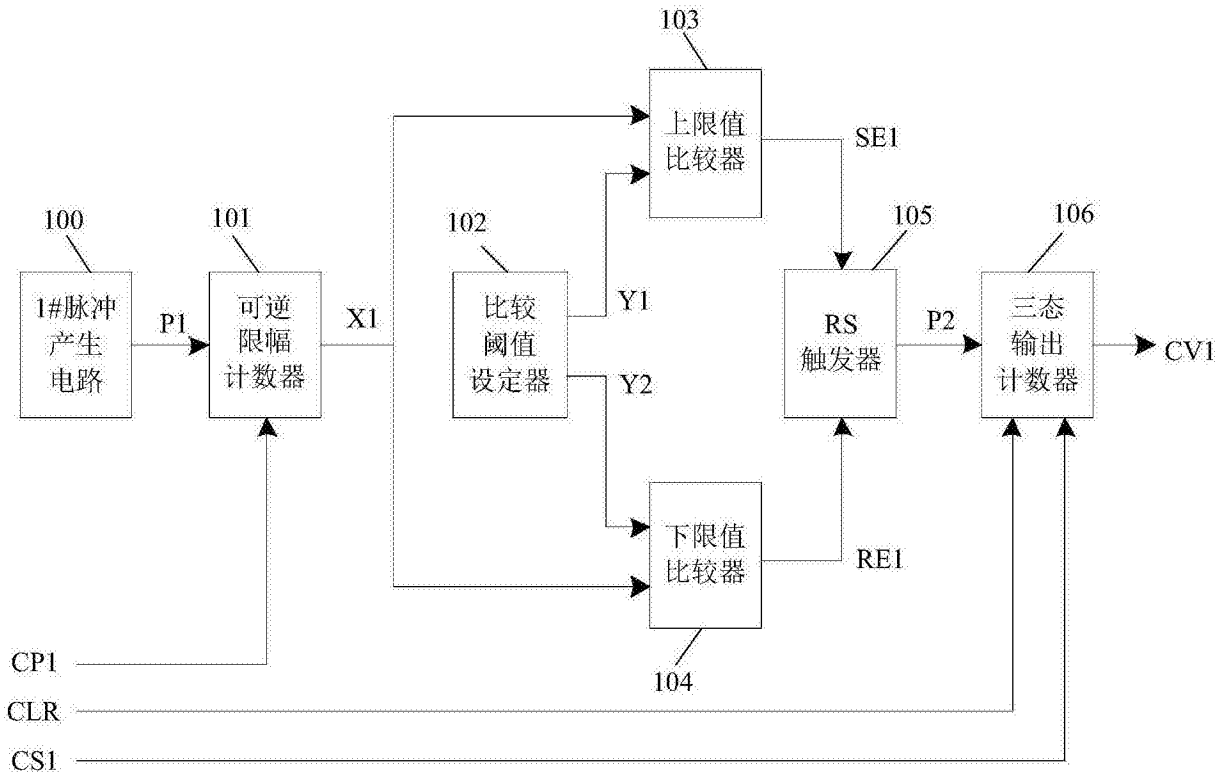 103
上限值
比较器
SE1
100
101
102
105
106
1#脉冲
产生
电路
P1
可逆
限幅
计数器
X1
比较
阈值
设定器
Y1
Y2
RS
触发器
P2
三态
输出
计数器
CV1
下限值
比较器
RE1
104
CP1
CLR
CS1